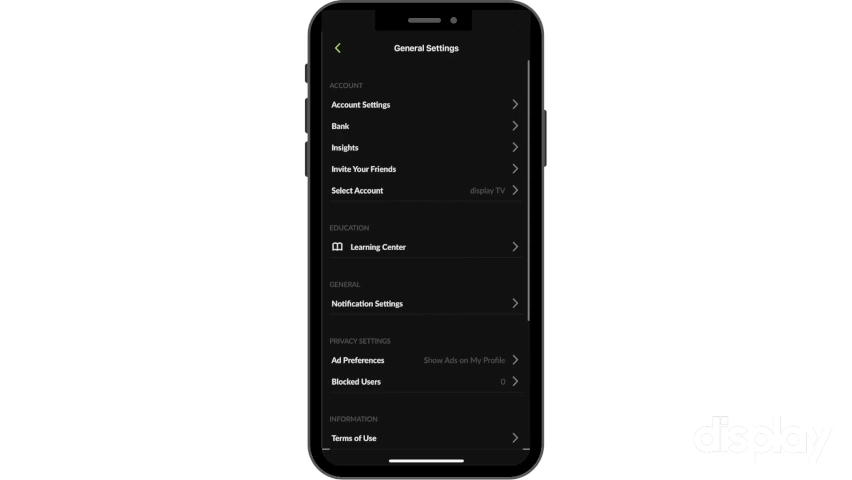 General Settings
ACCOUNT
Account Settings
Bank
Insights
Invite Your Friends
Select Account display TV
EDUCATION
Learning Center
GENERAL
Notification Settings
PRIVACY SETTINGS
Ad Preferences Show Ads on My Profile
Blocked Users 0
INFORMATION
Terms of Use
display